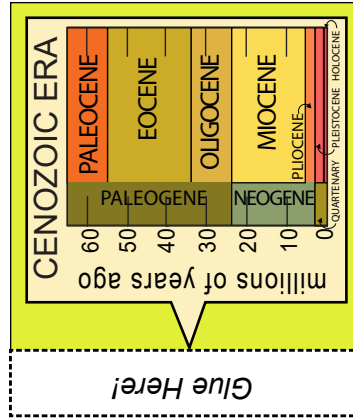 CENOZOIC ERA
PALEOCENE
EOCENE
OLIGOCENE
MIOCENE
PLIOCENE
PLEISTOCENE
HOLOCENE
PALEOGENE
NEOGENE
QUARTENARY
60
50
40
30
20
10
0
millions of years ago
Glue Here!